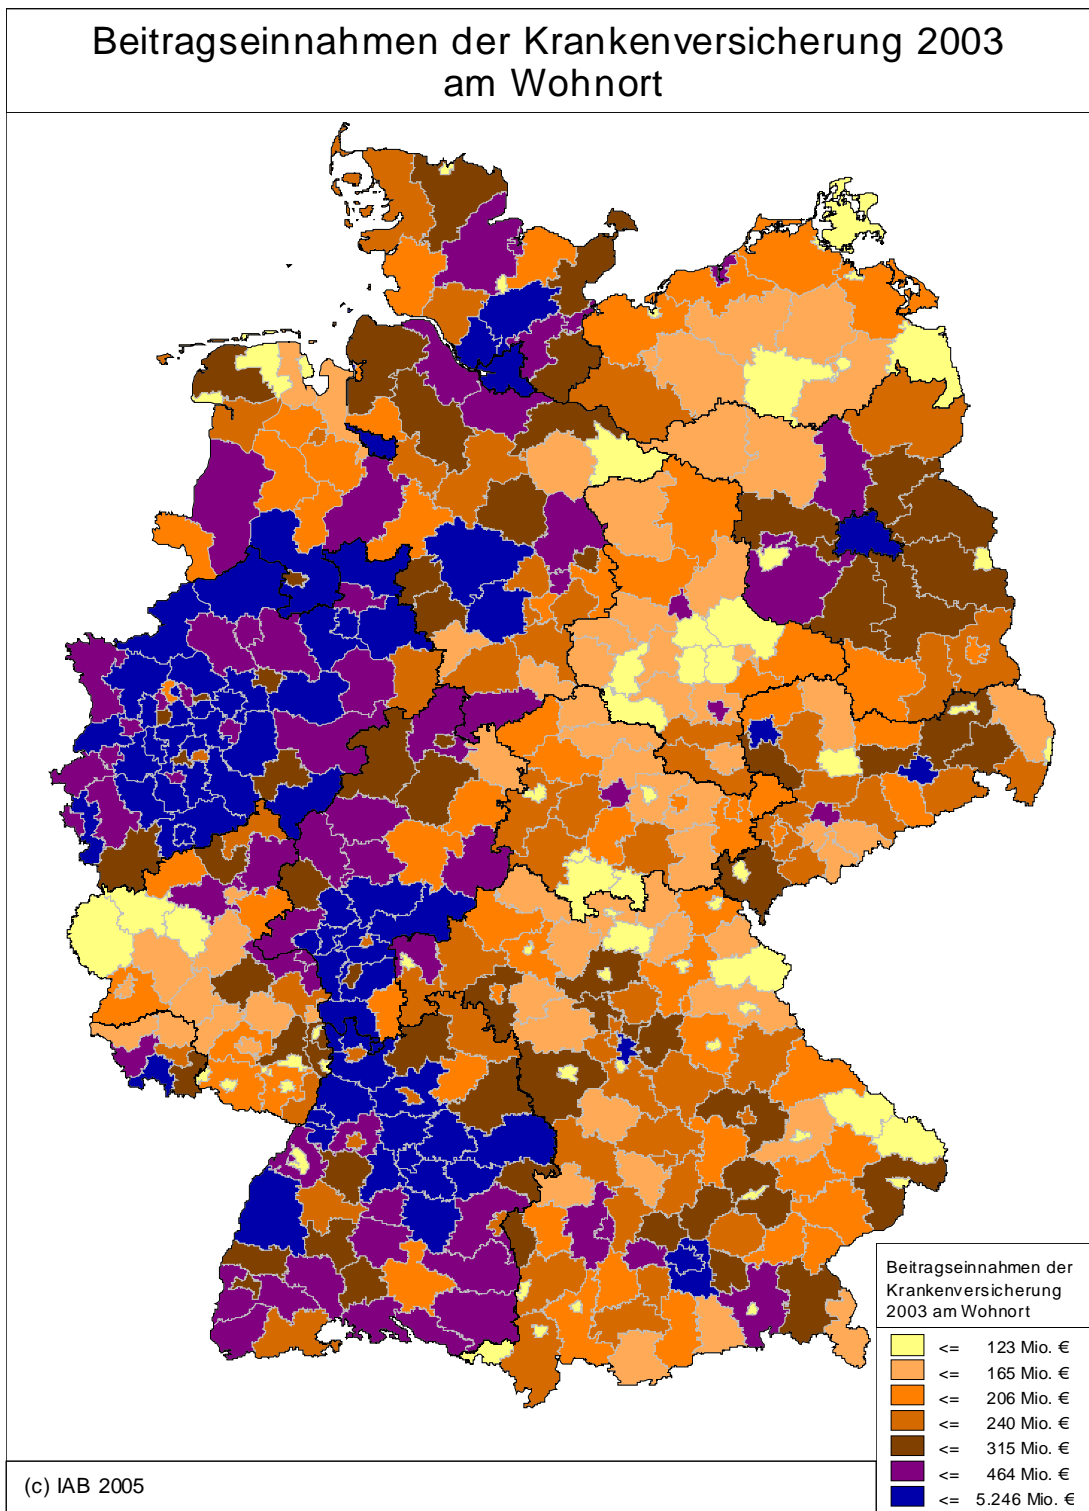 Beitragseinnahmen der Krankenversicherung 2003
am Wohnort
Beitragseinnahmen der
Krankenversicherung
2003 am Wohnort
<= 123 Mio. €
<= 165 Mio. €
<= 206 Mio. €
<= 240 Mio. €
<= 315 Mio. €
<= 464 Mio. €
<= 5.246 Mio. €
(c) IAB 2005